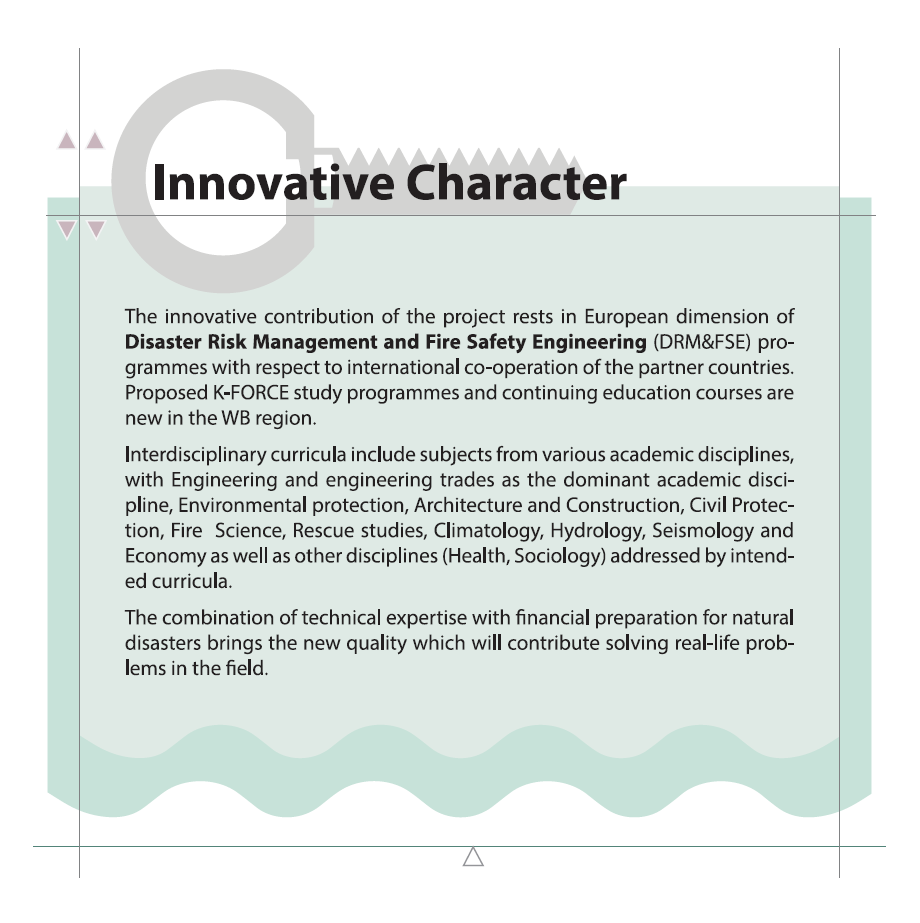 Innovative Character
The innovative contribution of the project rests in European dimension of
Disaster Risk Management and Fire Safety Engineering (DRM&FSE) pro-
grammes with respect to international co-operation of the partner countries.
Proposed K-FORCE study programmes and continuing education courses are
new in the WB region.
Interdisciplinary curricula include subjects from various academic disciplines,
with Engineering and engineering trades as the dominant academic disci-
pline, Environmental protection, Architecture and Construction, Civil Protec-
tion, Fire  Science, Rescue studies, Climatology, Hydrology, Seismology and
Economy as well as other disciplines (Health, Sociology) addressed by intend-
ed curricula.
The combination of technical expertise with financial preparation for natural
disasters brings the new quality which will contribute solving real-life prob-
lems in the field.